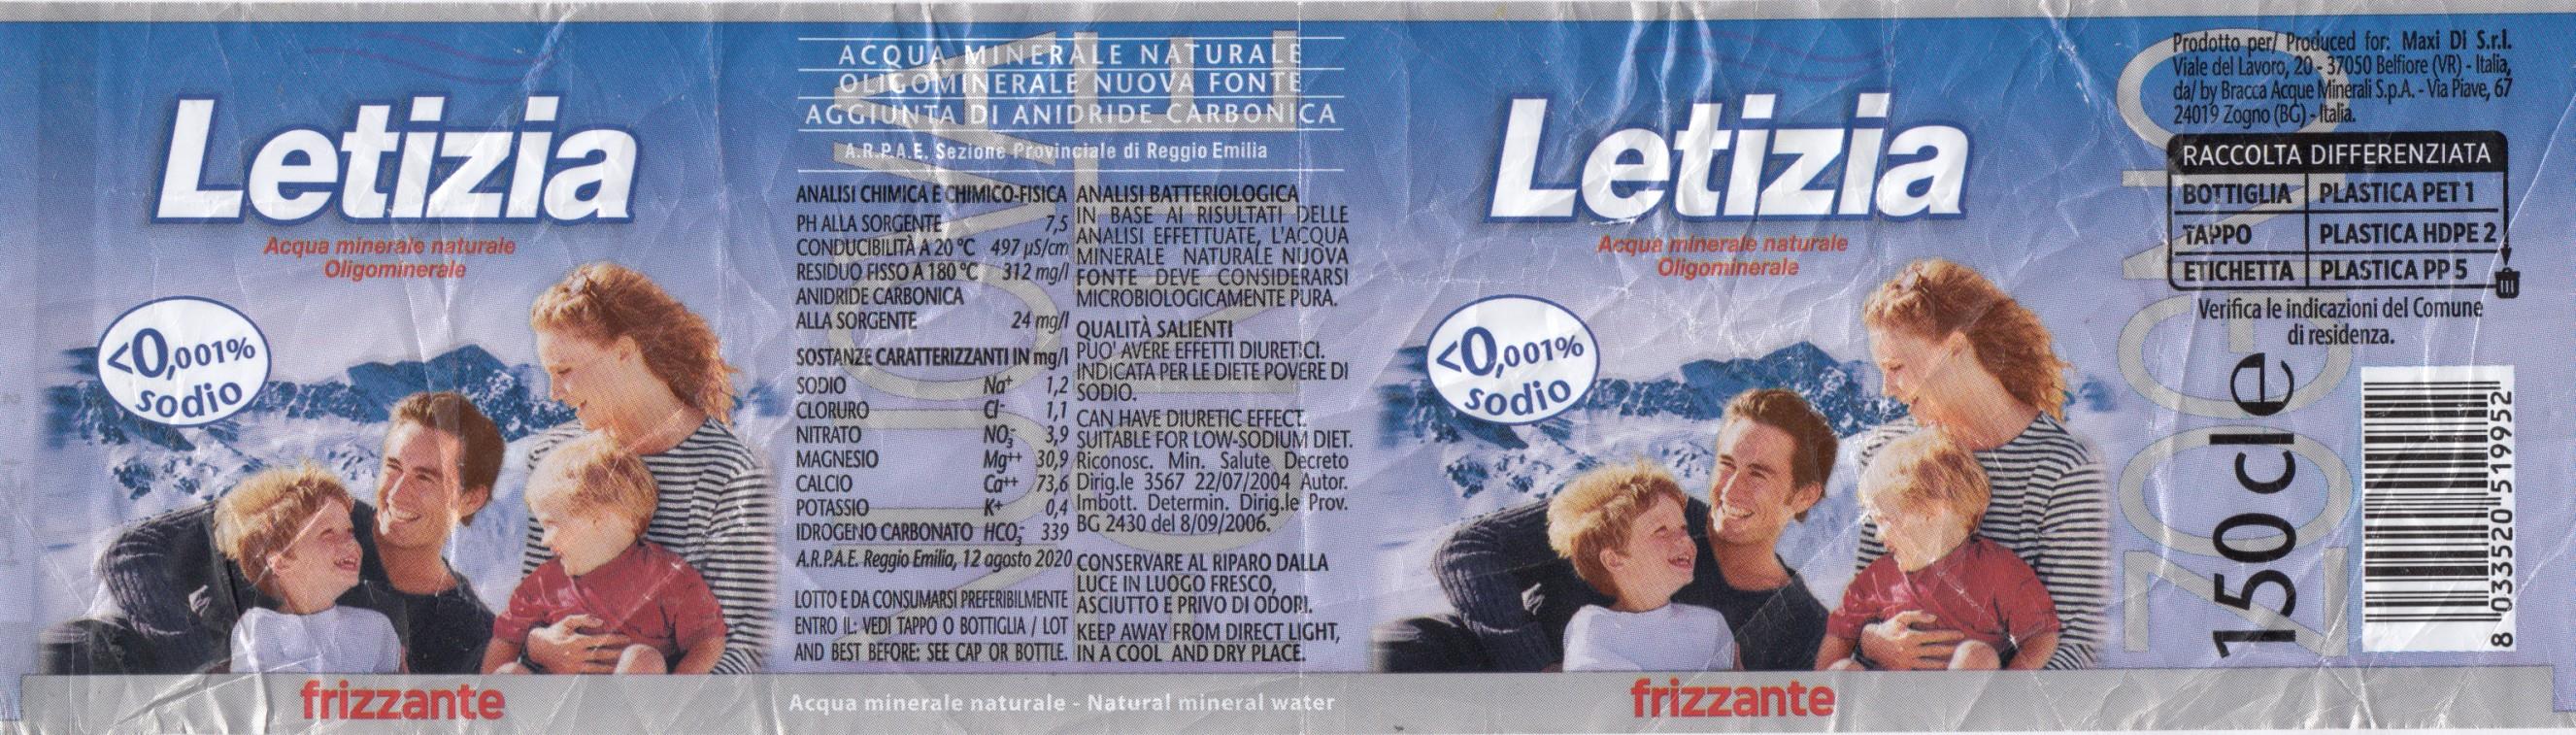 Letizia
Acqua minerale naturale
Oligominerale
<0,001%
sodio
frizzante
ACQUA MINERALE NATURALE
OLIGOMINERALE NUOVA FONTE
AGGIUNTA DI ANIDRIDE CARBONICA
A.R.P.A.E. Sezione Provinciale di Reggio Emilia
ANALISI CHIMICA E CHIMICO-FISICA
PH ALLA SORGENTE 7,5
CONDUCIBILITÀ A 20 °C 497 µS/cm
RESIDUO FISSO A 180 °C 312 mg/l
ANIDRIDE CARBONICA
ALLA SORGENTE 24 mg/l
SOSTANZE CARATTERIZZANTI IN mg/l
SODIO Na+ 1,2
CLORURO Cl- 1,1
NITRATO NO3- 3,9
MAGNESIO Mg++ 30,9
CALCIO Ca++ 73,6
POTASSIO K+ 0,4
IDROGENO CARBONATO HCO3- 339
A.R.P.A.E. Reggio Emilia, 12 agosto 2020
LOTTO E DA CONSUMARSI PREFERIBILMENTE
ENTRO IL: VEDI TAPPO O BOTTIGLIA / LOT
AND BEST BEFORE: SEE CAP OR BOTTLE.
ANALISI BATTERIOLOGICA
IN BASE AI RISULTATI DELLE
ANALISI EFFETTUATE, L'ACQUA
MINERALE NATURALE NUOVA
FONTE DEVE CONSIDERARSI
MICROBIOLOGICAMENTE PURA.
QUALITÀ SALIENTI
PUO' AVERE EFFETTI DIURETICI.
INDICATA PER LE DIETE POVERE DI
SODIO.
CAN HAVE DIURETIC EFFECT.
SUITABLE FOR LOW-SODIUM DIET.
Riconosc. Min. Salute Decreto
Dirig.le 3567 22/07/2004 Autor.
Imbott. Determin. Dirig.le Prov.
BG 2430 del 8/09/2006.
CONSERVARE AL RIPARO DALLA
LUCE IN LUOGO FRESCO,
ASCIUTTO E PRIVO DI ODORI.
KEEP AWAY FROM DIRECT LIGHT,
IN A COOL AND DRY PLACE.
NUOVA
FONTE
Acqua minerale naturale - Natural mineral water
Letizia
Acqua minerale naturale
Oligominerale
<0,001%
sodio
frizzante
ZOGNO
Prodotto per/ Produced for: Maxi Di S.r.l.
Viale del Lavoro, 20 - 37050 Belfiore (VR) - Italia,
da/ by Bracca Acque Minerali S.p.A. - Via Piave, 67
24019 Zogno (BG) - Italia.
RACCOLTA DIFFERENZIATA
BOTTIGLIA PLASTICA PET 1
TAPPO PLASTICA HDPE 2
ETICHETTA PLASTICA PP 5
Verifica le indicazioni del Comune
di residenza.
150 cl e
8 033520 519952